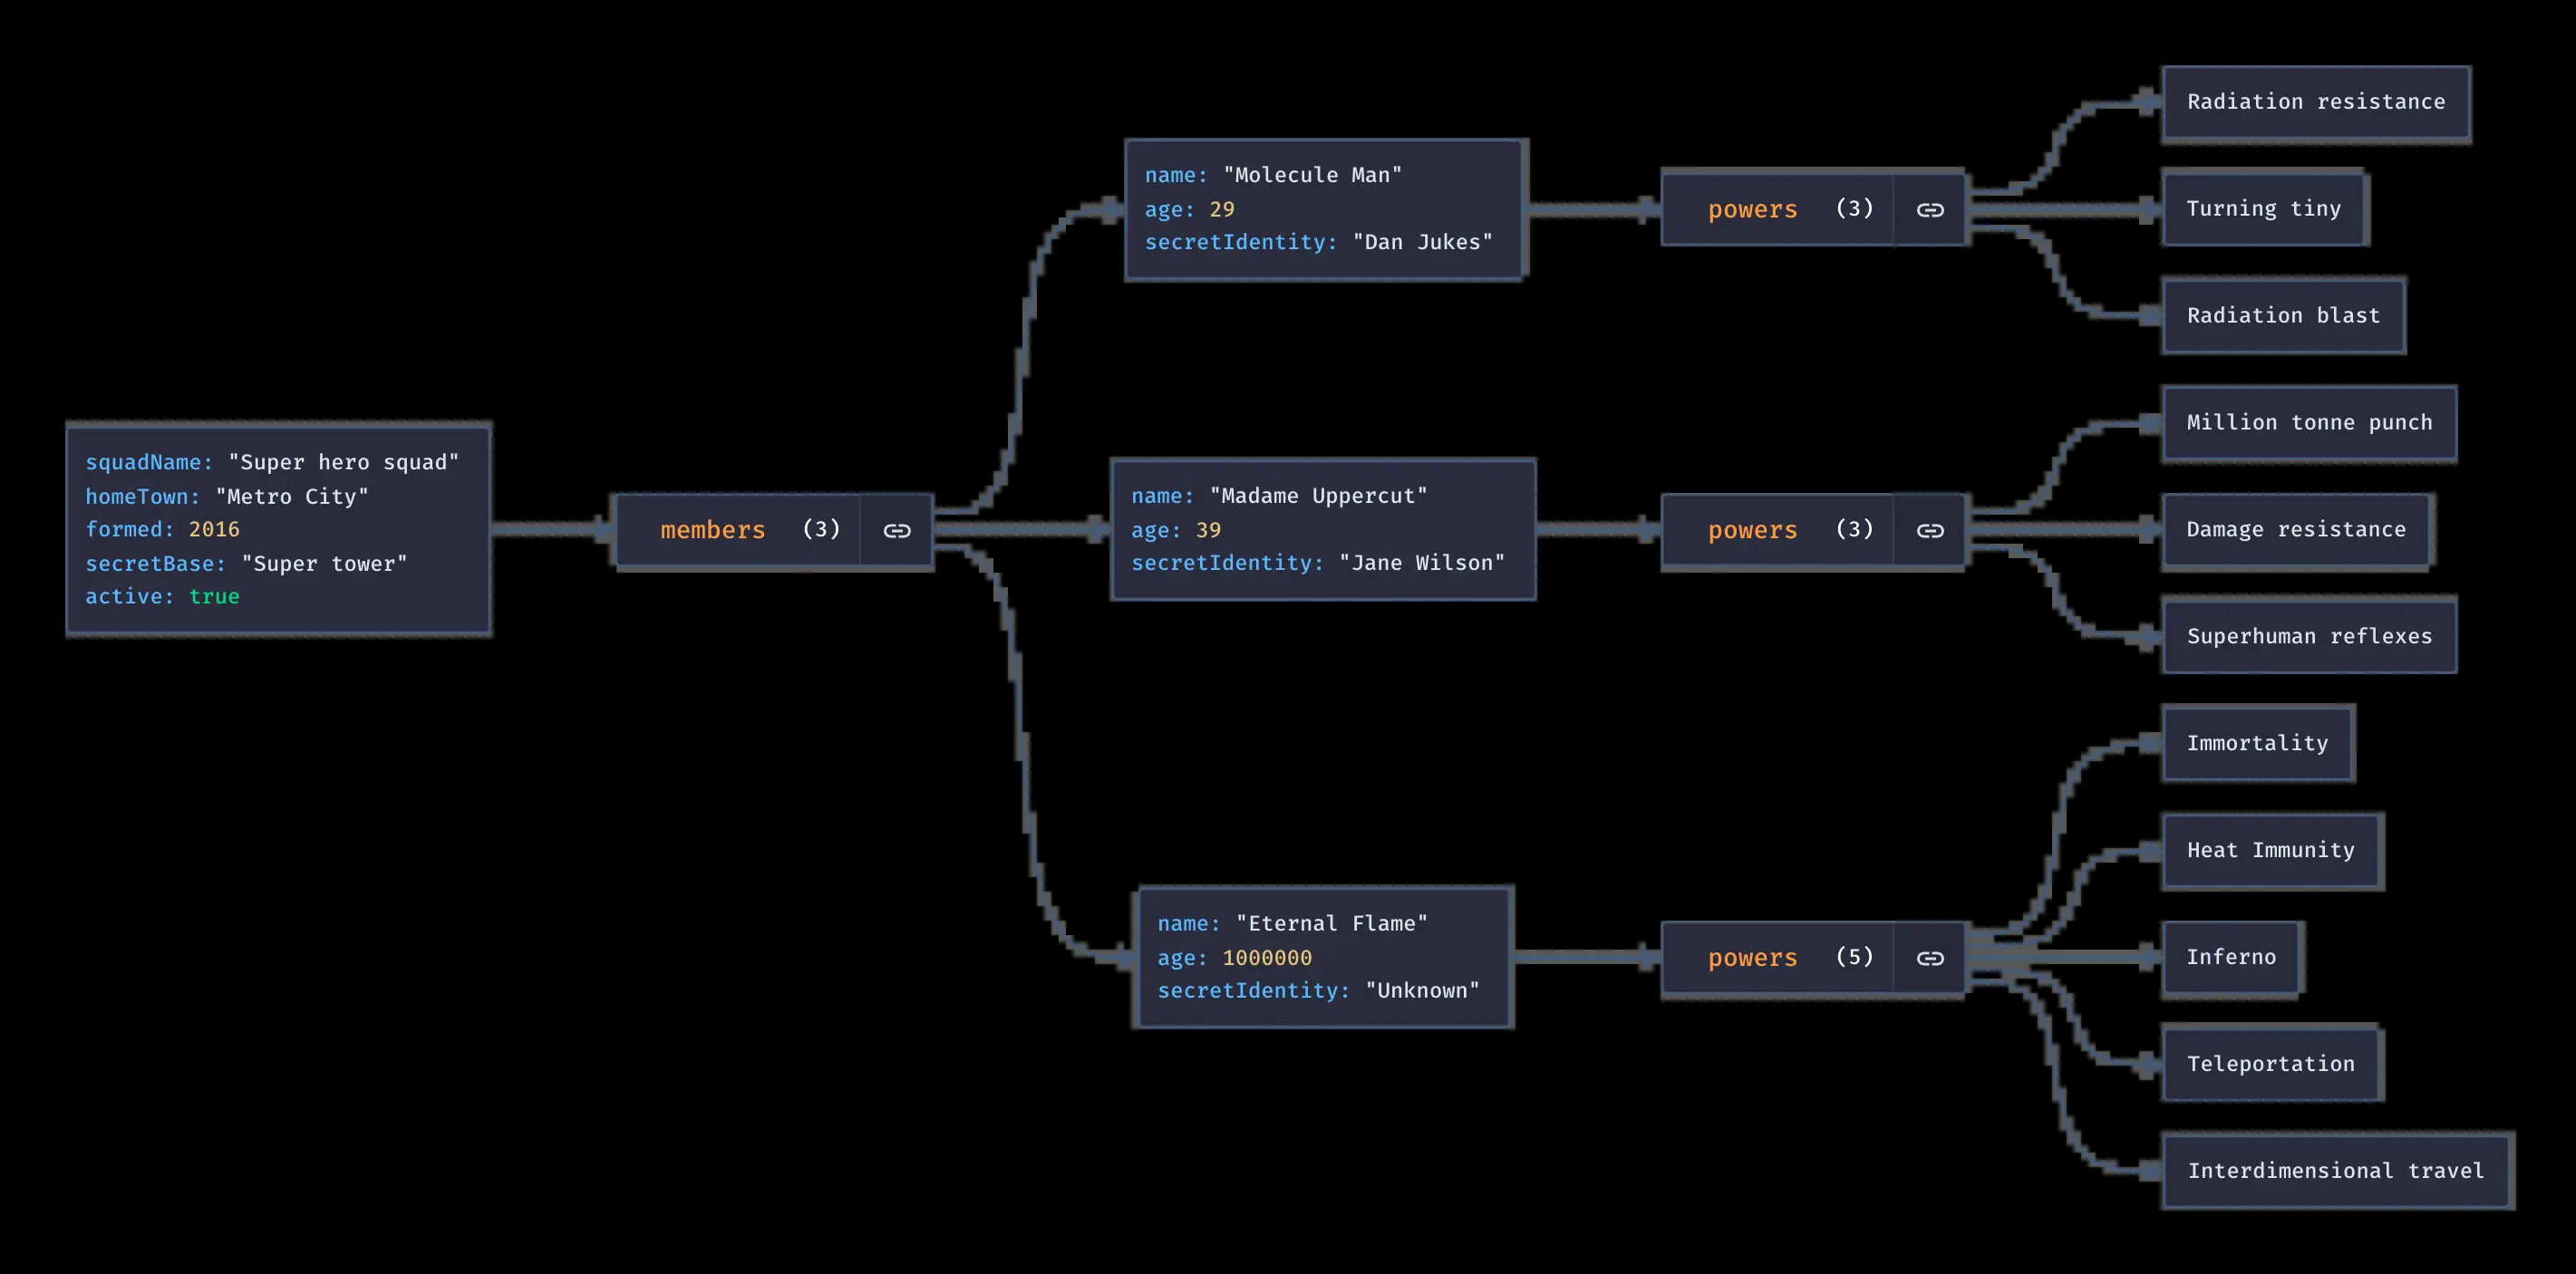 squadName: "Super hero squad"
homeTown: "Metro City"
formed: 2016
secretBase: "Super tower"
active: true
members (3)
name: "Molecule Man"
age: 29
secretIdentity: "Dan Jukes"
powers (3)
Radiation resistance
Turning tiny
Radiation blast
name: "Madame Uppercut"
age: 39
secretIdentity: "Jane Wilson"
powers (3)
Million tonne punch
Damage resistance
Superhuman reflexes
name: "Eternal Flame"
age: 1000000
secretIdentity: "Unknown"
powers (5)
Immortality
Heat Immunity
Inferno
Teleportation
Interdimensional travel